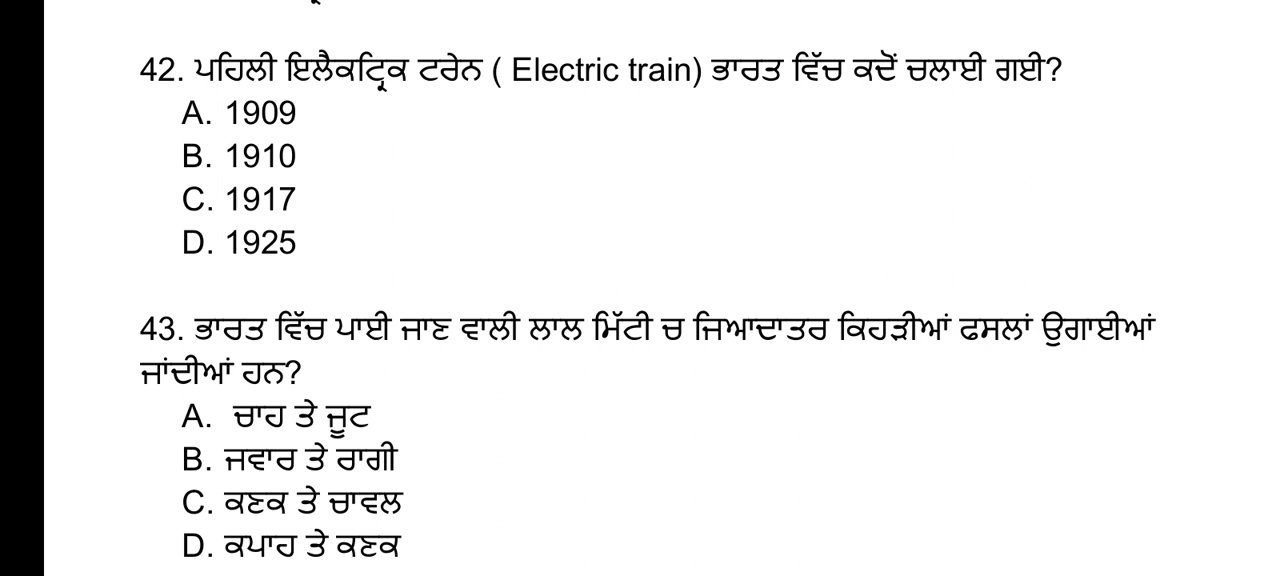 42. ਪਹਿਲੀ ਇਲੈਕਟ੍ਰਿਕ ਟਰੇਨ ( Electric train) ਭਾਰਤ ਵਿੱਚ ਕਦੋਂ ਚਲਾਈ ਗਈ?
A. 1909
B. 1910
C. 1917
D. 1925
43. ਭਾਰਤ ਵਿੱਚ ਪਾਈ ਜਾਣ ਵਾਲੀ ਲਾਲ ਮਿੱਟੀ ਚ ਜਿਆਦਾਤਰ ਕਿਹੜੀਆਂ ਫਸਲਾਂ ਉਗਾਈਆਂ
ਜਾਂਦੀਆਂ ਹਨ?
A. ਚਾਹ ਤੇ ਜੂਟ
B. ਜਵਾਰ ਤੇ ਰਾਗੀ
C. ਕਣਕ ਤੇ ਚਾਵਲ
D. ਕਪਾਹ ਤੇ ਕਣਕ